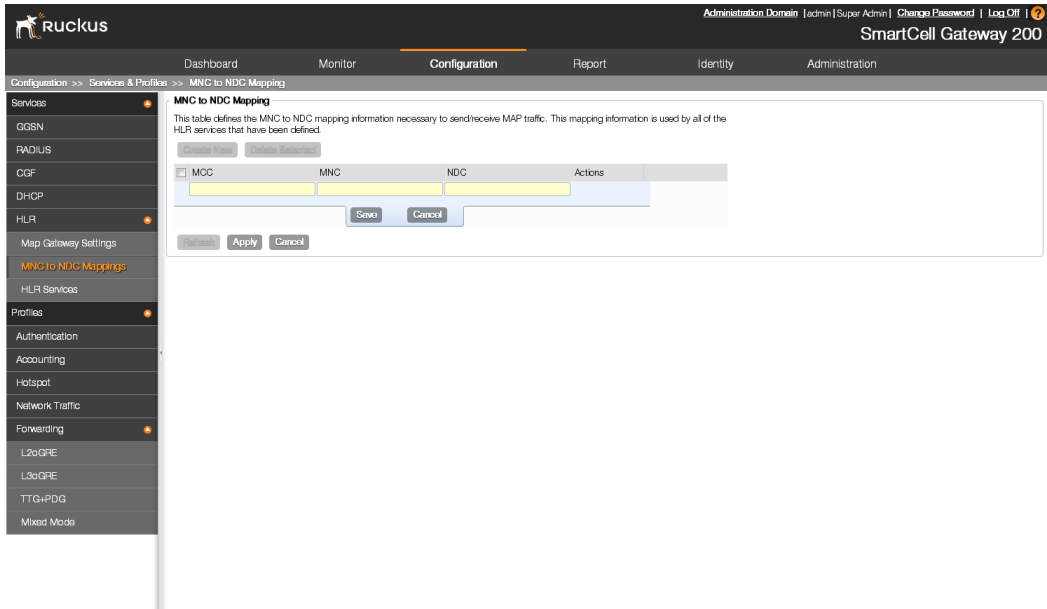 Ruckus
Administration Domain | admin | Super Admin | Change Password | Log Off | ?
SmartCell Gateway 200
Dashboard Monitor Configuration Report Identity Administration
Configuration >> Services & Profiles >> MNC to NDC Mapping
Services
GGSN
RADIUS
CGF
DHCP
HLR
Map Gateway Settings
MNC to NDC Mappings
HLR Services
Profiles
Authentication
Accounting
Hotspot
Network Traffic
Forwarding
L2oGRE
L3oGRE
TTG+PDG
Mixed Mode
MNC to NDC Mapping
This table defines the MNC to NDC mapping information necessary to send/receive MAP traffic. This mapping information is used by all of the
HLR services that have been defined.
Create New Delete Selected
MCC MNC NDC Actions
Save Cancel
Refresh Apply Cancel